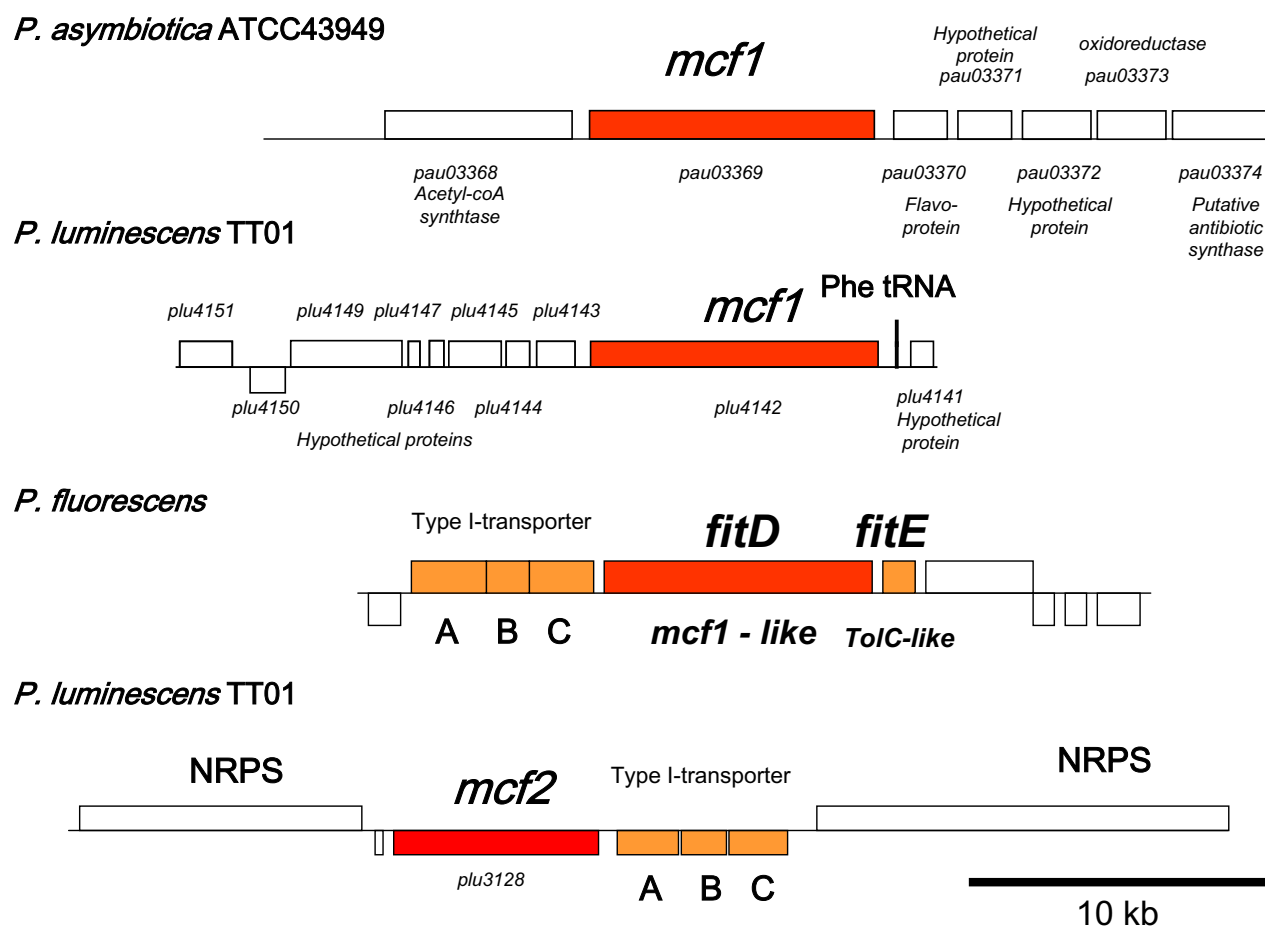 P. asymbiotica ATCC43949
mcf1
Hypothetical
protein
pau03371
oxidoreductase
pau03373
pau03368
Acetyl-coA
synthtase
pau03369
pau03370
Flavo-
protein
pau03372
Hypothetical
protein
pau03374
Putative
antibiotic
synthase
P. luminescens TT01
plu4151
plu4149
plu4147
plu4145
plu4143
mcf1
Phe tRNA
plu4150
plu4146
plu4144
Hypothetical proteins
plu4142
plu4141
Hypothetical
protein
P. fluorescens
Type I-transporter
fitD
fitE
A
B
C
mcf1 - like
TolC-like
P. luminescens TT01
NRPS
mcf2
Type I-transporter
NRPS
plu3128
A
B
C
10 kb